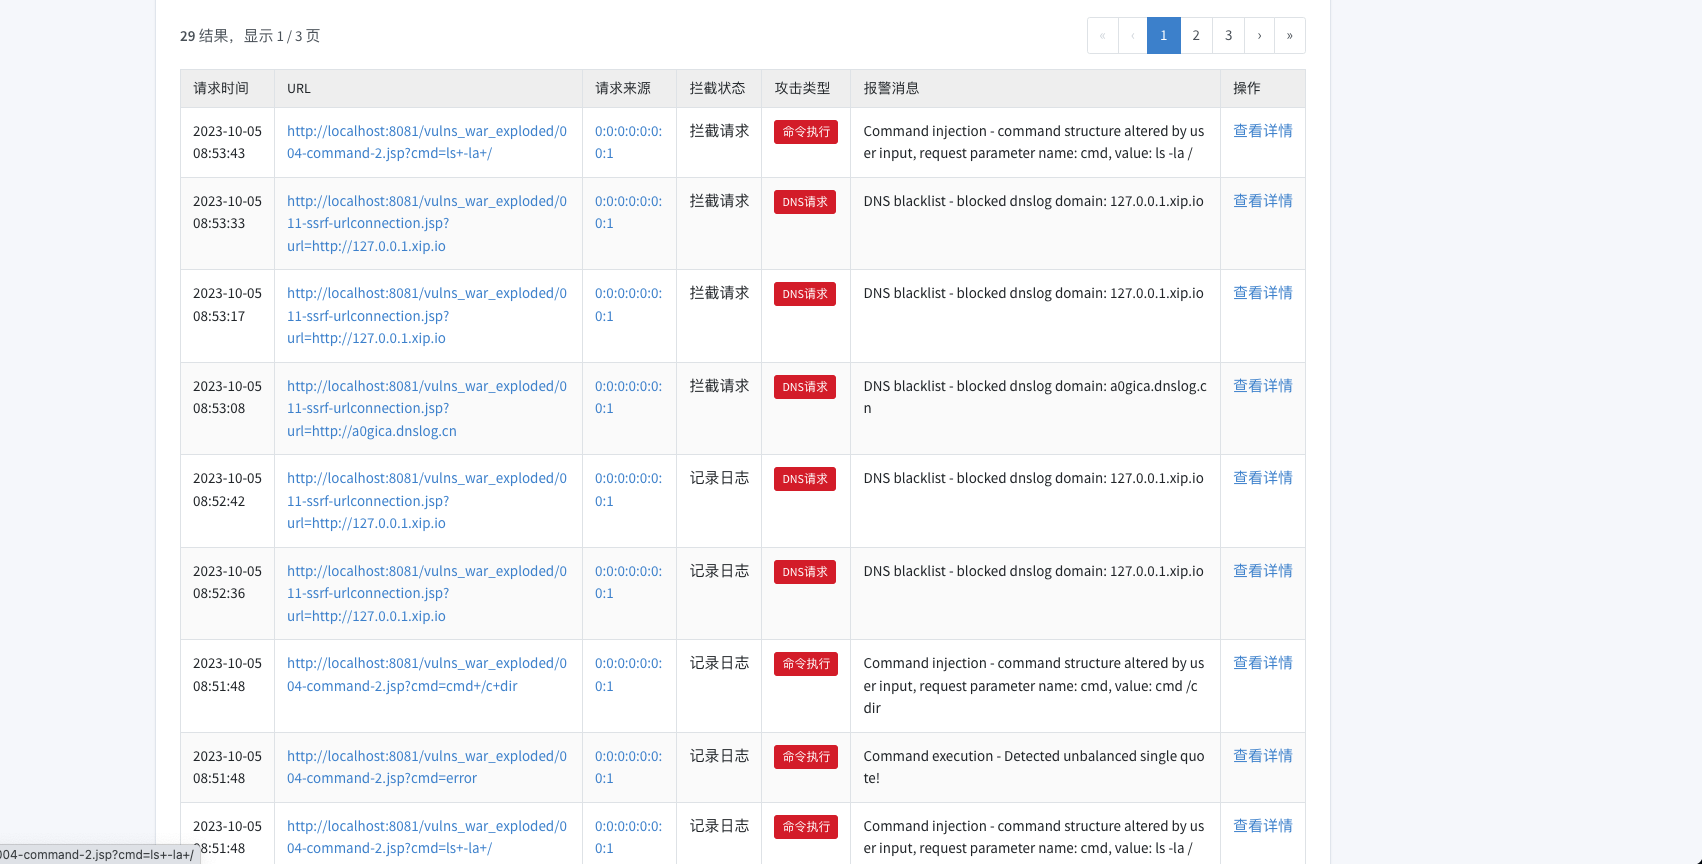 29 结果，显示 1 / 3 页
« ‹ 1 2 3 › »
请求时间 URL 请求来源 拦截状态 攻击类型 报警消息 操作
2023-10-05 http://localhost:8081/vulns_war_exploded/0 0:0:0:0:0:0: 拦截请求 命令执行 Command injection - command structure altered by us 查看详情
08:53:43 04-command-2.jsp?cmd=ls+-la+/ 0:1 er input, request parameter name: cmd, value: ls -la /
2023-10-05 http://localhost:8081/vulns_war_exploded/0 0:0:0:0:0:0: 拦截请求 DNS请求 DNS blacklist - blocked dnslog domain: 127.0.0.1.xip.io 查看详情
08:53:33 11-ssrf-urlconnection.jsp? 0:1
url=http://127.0.0.1.xip.io
2023-10-05 http://localhost:8081/vulns_war_exploded/0 0:0:0:0:0:0: 拦截请求 DNS请求 DNS blacklist - blocked dnslog domain: 127.0.0.1.xip.io 查看详情
08:53:17 11-ssrf-urlconnection.jsp? 0:1
url=http://127.0.0.1.xip.io
2023-10-05 http://localhost:8081/vulns_war_exploded/0 0:0:0:0:0:0: 拦截请求 DNS请求 DNS blacklist - blocked dnslog domain: a0gica.dnslog.c 查看详情
08:53:08 11-ssrf-urlconnection.jsp? 0:1 n
url=http://a0gica.dnslog.cn
2023-10-05 http://localhost:8081/vulns_war_exploded/0 0:0:0:0:0:0: 记录日志 DNS请求 DNS blacklist - blocked dnslog domain: 127.0.0.1.xip.io 查看详情
08:52:42 11-ssrf-urlconnection.jsp? 0:1
url=http://127.0.0.1.xip.io
2023-10-05 http://localhost:8081/vulns_war_exploded/0 0:0:0:0:0:0: 记录日志 DNS请求 DNS blacklist - blocked dnslog domain: 127.0.0.1.xip.io 查看详情
08:52:36 11-ssrf-urlconnection.jsp? 0:1
url=http://127.0.0.1.xip.io
2023-10-05 http://localhost:8081/vulns_war_exploded/0 0:0:0:0:0:0: 记录日志 命令执行 Command injection - command structure altered by us 查看详情
08:51:48 04-command-2.jsp?cmd=cmd+/c+dir 0:1 er input, request parameter name: cmd, value: cmd /c
dir
2023-10-05 http://localhost:8081/vulns_war_exploded/0 0:0:0:0:0:0: 记录日志 命令执行 Command execution - Detected unbalanced single quo 查看详情
08:51:48 04-command-2.jsp?cmd=error 0:1 te!
2023-10-05 http://localhost:8081/vulns_war_exploded/0 0:0:0:0:0:0: 记录日志 命令执行 Command injection - command structure altered by us 查看详情
08:51:48 04-command-2.jsp?cmd=ls+-la+/ 0:1 er input, request parameter name: cmd, value: ls -la /
004-command-2.jsp?cmd=ls+-la+/